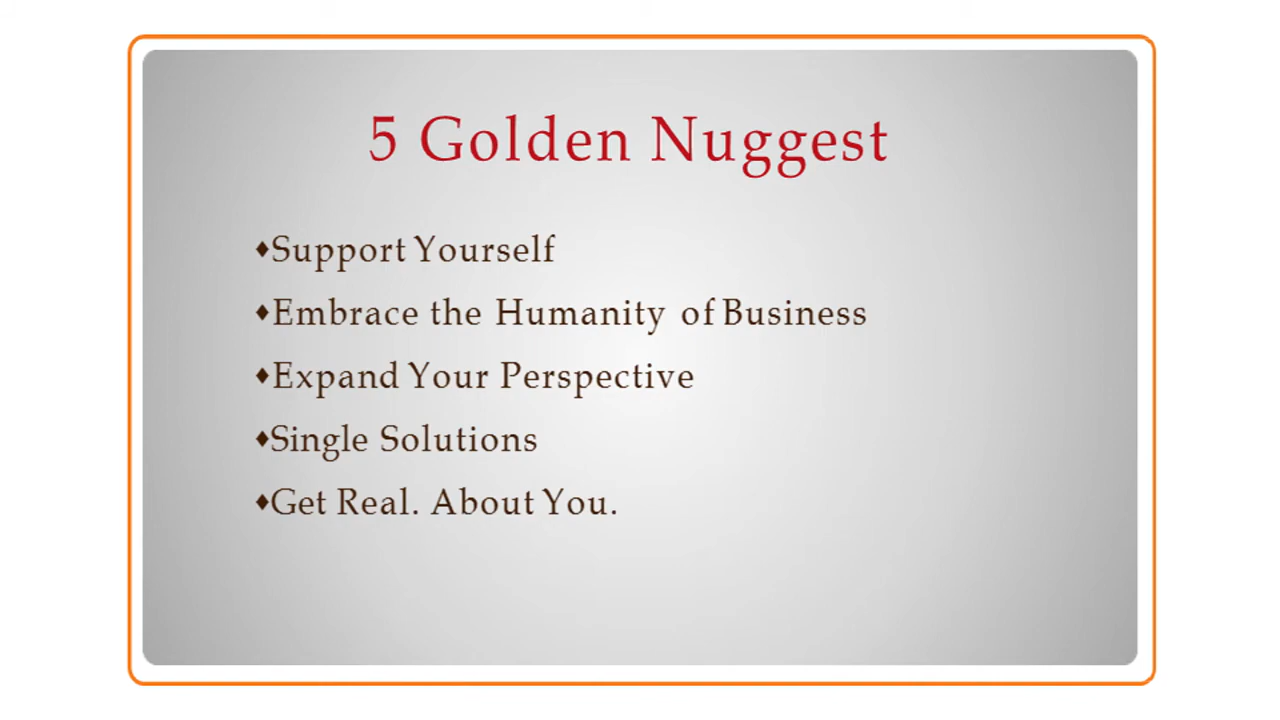 5 Golden Nuggest
♦Support Yourself
♦Embrace the Humanity of Business
♦Expand Your Perspective
♦Single Solutions
♦Get Real. About You.